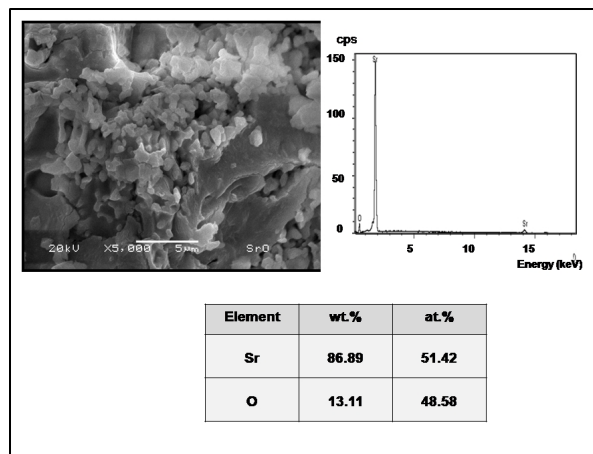 cps
150
100
50
0
Sr
O
Sr
5 10 15
Energy (keV)
20kV X5,000 5µm SrO
Element wt.% at.%
Sr 86.89 51.42
O 13.11 48.58